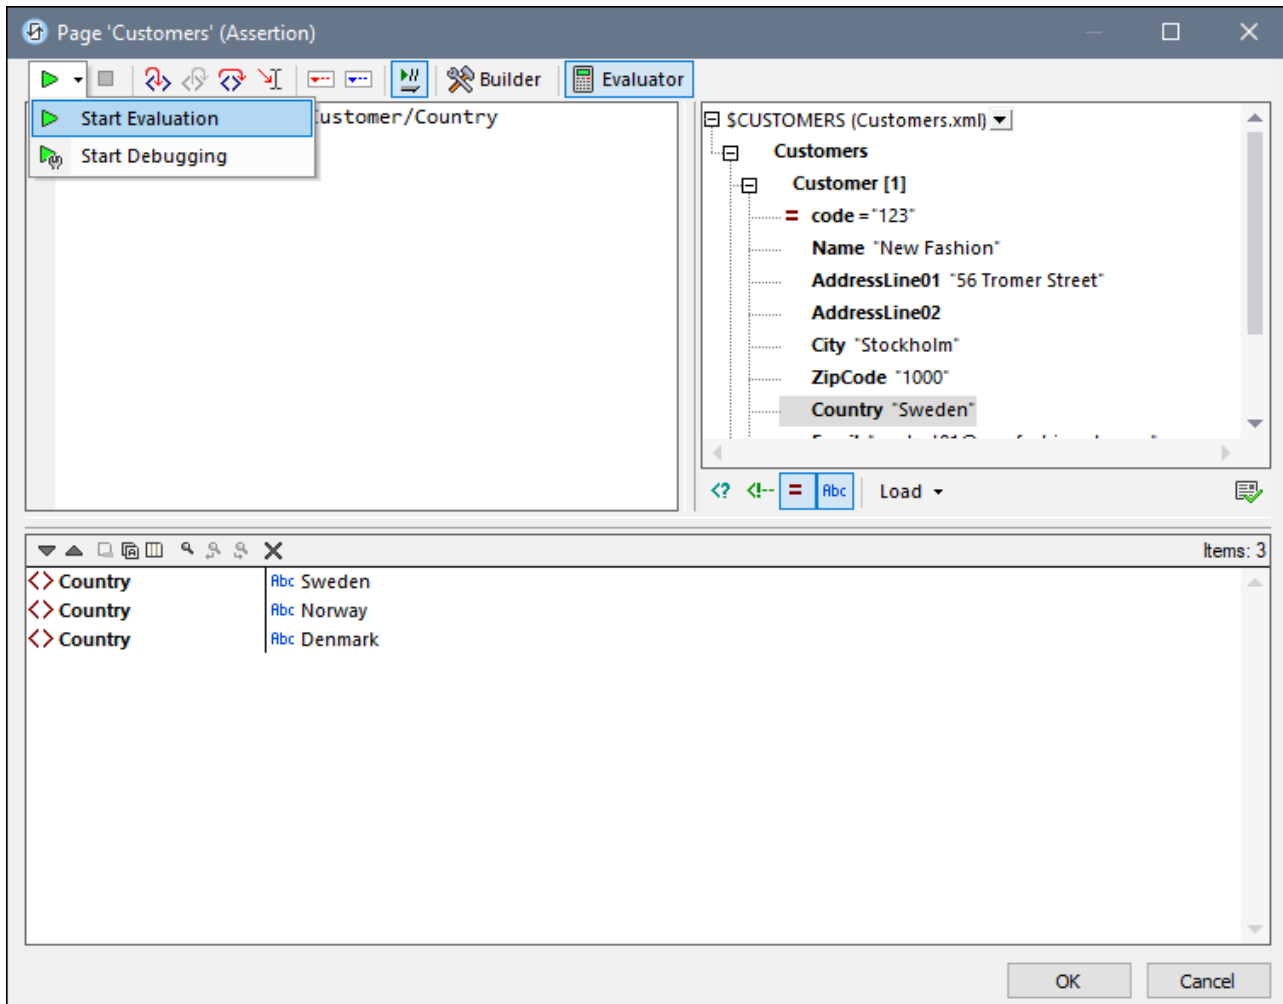 Page 'Customers' (Assertion)
Builder
Evaluator
Start Evaluation
Start Debugging
ustomer/Country
$CUSTOMERS (Customers.xml)
Customers
Customer [1]
= code ="123"
Name "New Fashion"
AddressLine01 "56 Tromer Street"
AddressLine02
City "Stockholm"
ZipCode "1000"
Country "Sweden"
<? <!-- = Abc Load
Items: 3
<> Country Abc Sweden
<> Country Abc Norway
<> Country Abc Denmark
OK
Cancel